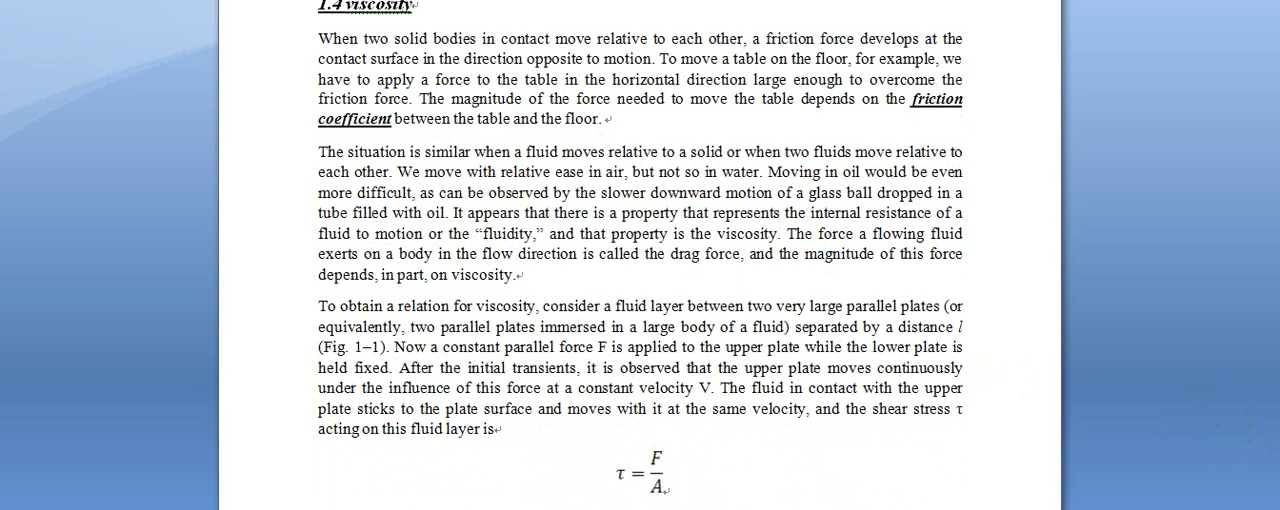 1.4 viscosity
When two solid bodies in contact move relative to each other, a friction force develops at the
contact surface in the direction opposite to motion. To move a table on the floor, for example, we
have to apply a force to the table in the horizontal direction large enough to overcome the
friction force. The magnitude of the force needed to move the table depends on the friction
coefficient between the table and the floor.
The situation is similar when a fluid moves relative to a solid or when two fluids move relative to
each other. We move with relative ease in air, but not so in water. Moving in oil would be even
more difficult, as can be observed by the slower downward motion of a glass ball dropped in a
tube filled with oil. It appears that there is a property that represents the internal resistance of a
fluid to motion or the “fluidity,” and that property is the viscosity. The force a flowing fluid
exerts on a body in the flow direction is called the drag force, and the magnitude of this force
depends, in part, on viscosity.
To obtain a relation for viscosity, consider a fluid layer between two very large parallel plates (or
equivalently, two parallel plates immersed in a large body of a fluid) separated by a distance l
(Fig. 1–1). Now a constant parallel force F is applied to the upper plate while the lower plate is
held fixed. After the initial transients, it is observed that the upper plate moves continuously
under the influence of this force at a constant velocity V. The fluid in contact with the upper
plate sticks to the plate surface and moves with it at the same velocity, and the shear stress τ
acting on this fluid layer is
τ = F/A